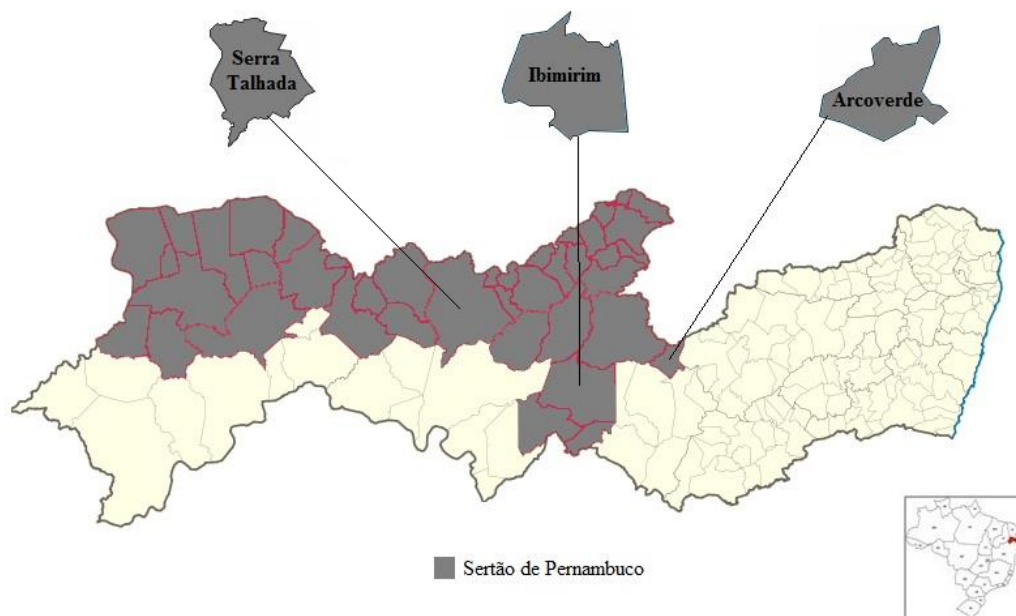 Serra
Talhada
Ibimirim
Arcoverde
Sertão de Pernambuco